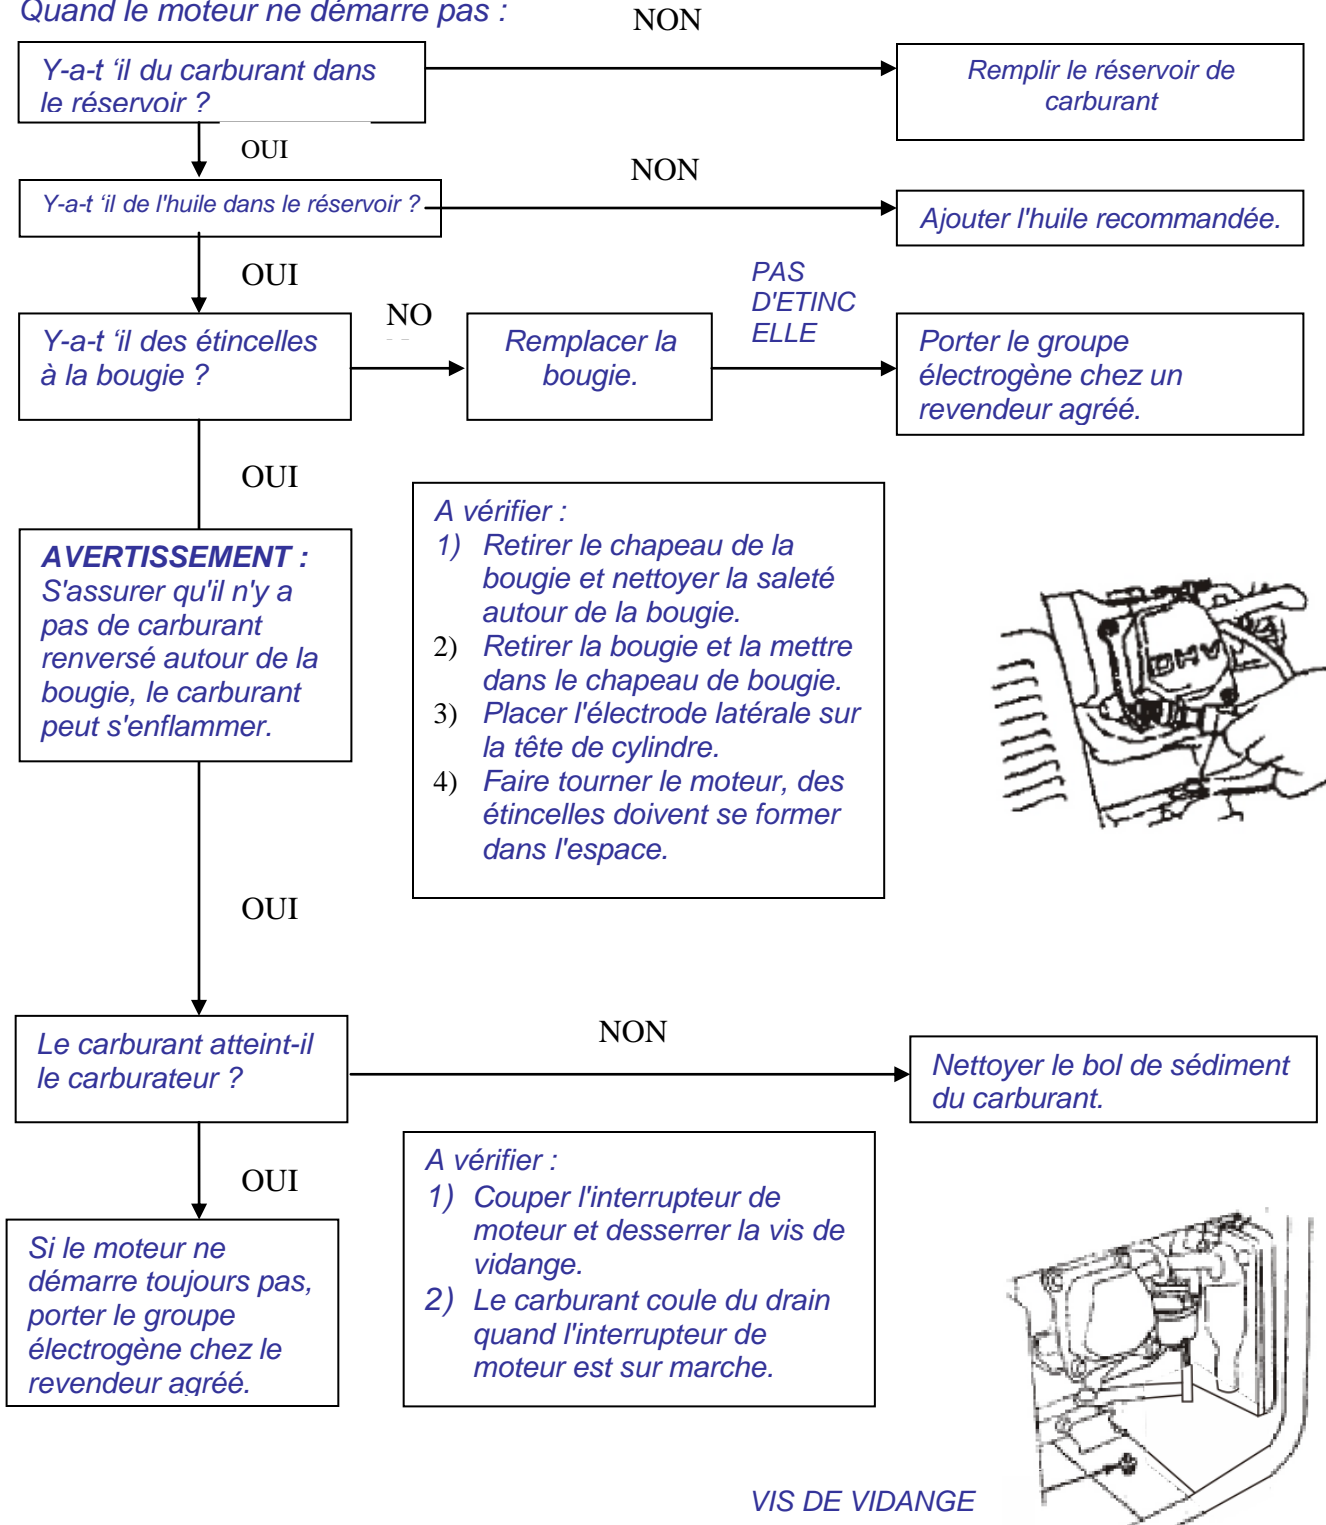 Quand le moteur ne démarre pas :
NON
Y-a-t ‘il du carburant dans
le réservoir ?
Remplir le réservoir de
carburant
OUI
NON
Y-a-t ‘il de l'huile dans le réservoir ?
Ajouter l'huile recommandée.
OUI
PAS
D'ETINC
ELLE
NO
Y-a-t ‘il des étincelles
à la bougie ?
Remplacer la
bougie.
Porter le groupe
électrogène chez un
revendeur agréé.
OUI
AVERTISSEMENT :
S'assurer qu'il n'y a
pas de carburant
renversé autour de la
bougie, le carburant
peut s'enflammer.
A vérifier :
1) Retirer le chapeau de la
bougie et nettoyer la saleté
autour de la bougie.
2) Retirer la bougie et la mettre
dans le chapeau de bougie.
3) Placer l'électrode latérale sur
la tête de cylindre.
4) Faire tourner le moteur, des
étincelles doivent se former
dans l'espace.
OHV
OUI
Le carburant atteint-il
le carburateur ?
NON
Nettoyer le bol de sédiment
du carburant.
OUI
A vérifier :
1) Couper l'interrupteur de
moteur et desserrer la vis de
vidange.
2) Le carburant coule du drain
quand l'interrupteur de
moteur est sur marche.
Si le moteur ne
démarre toujours pas,
porter le groupe
électrogène chez le
revendeur agréé.
VIS DE VIDANGE